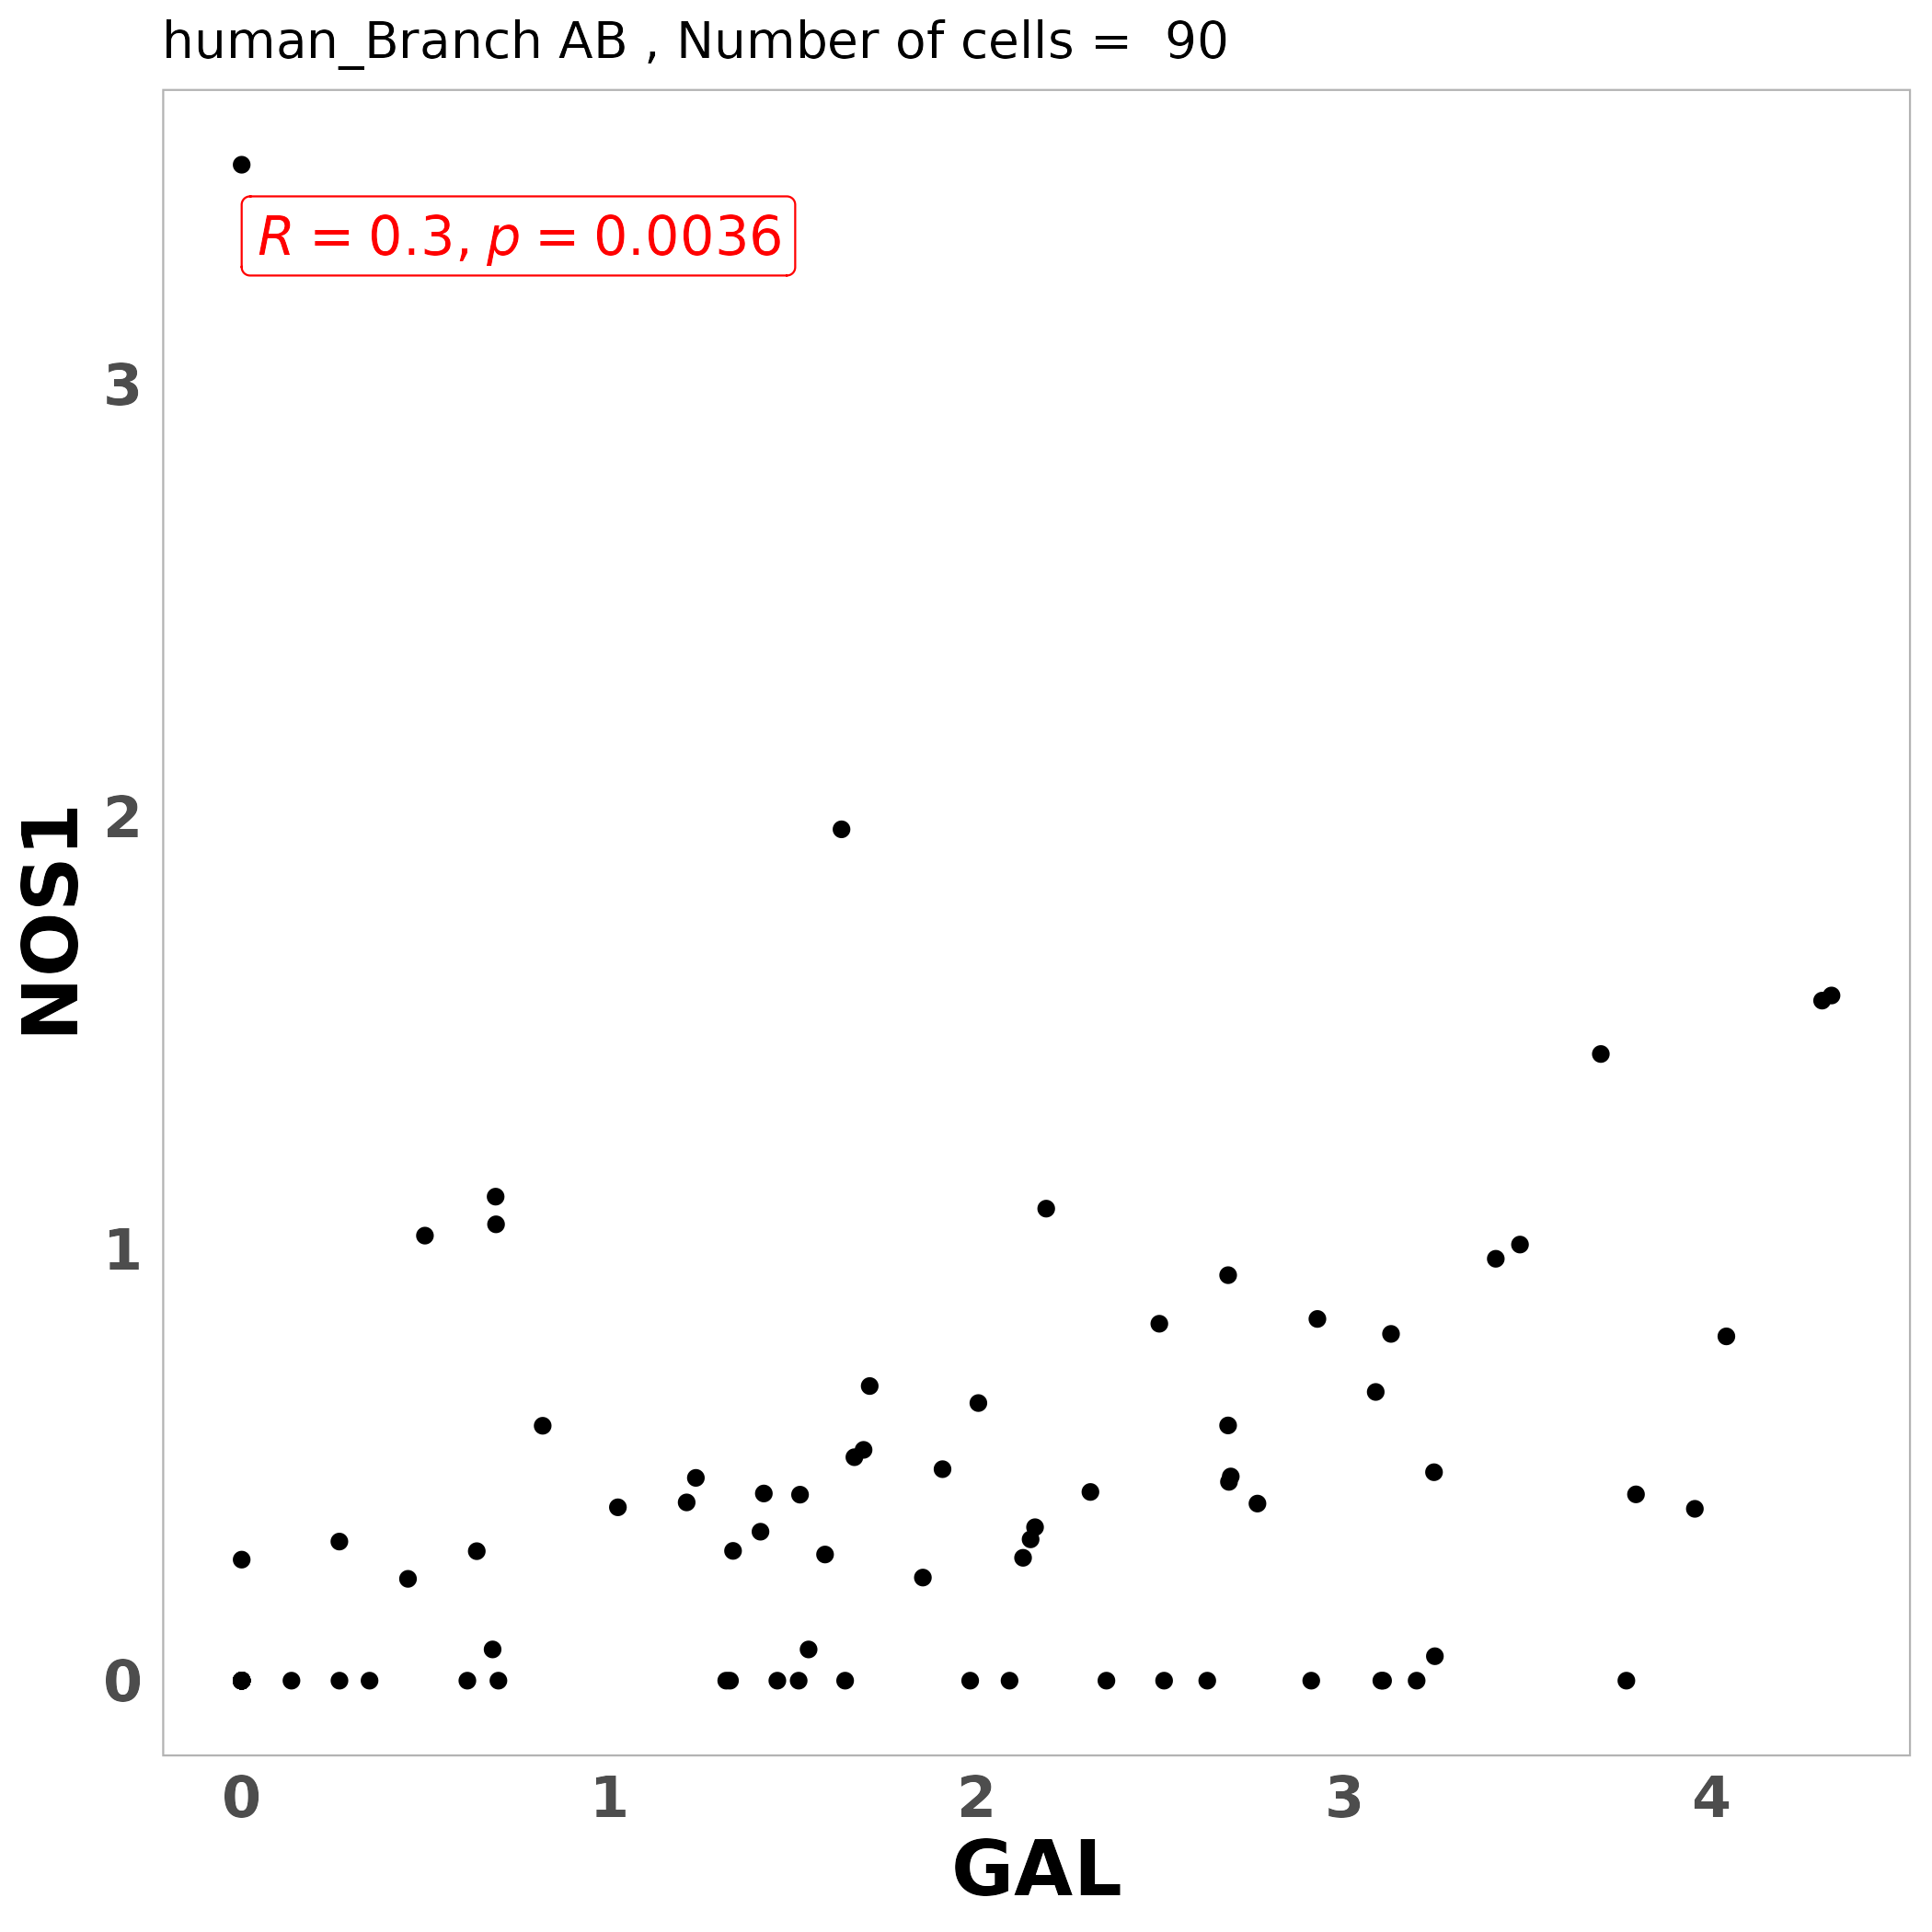 human_Branch AB , Number of cells =  90
R = 0.3, p = 0.0036
3
2
1
0
NOS1
0 1 2 3 4
GAL